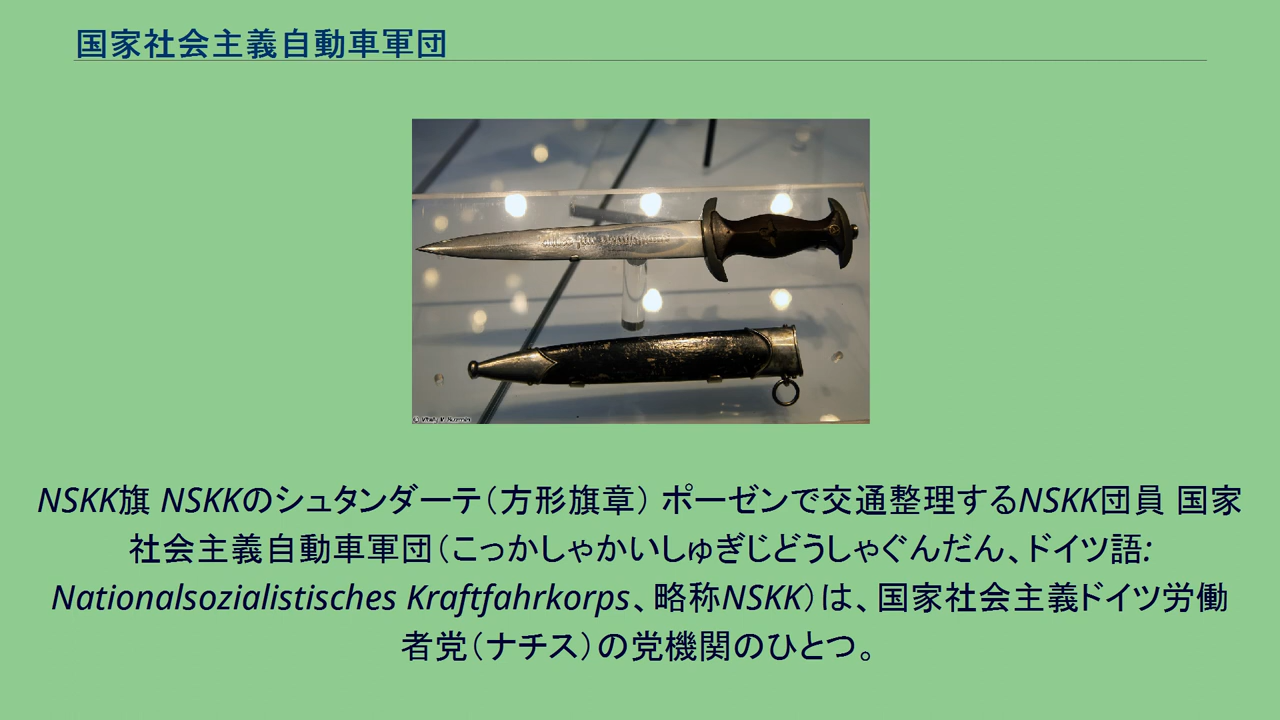 国家社会主義自動車軍団
NSKK旗 NSKKのシュタンダーテ（方形旗章） ポーゼンで交通整理するNSKK団員 国家
社会主義自動車軍団（こっかしゃかいしゅぎじどうしゃぐんだん、ドイツ語:
Nationalsozialistisches Kraftfahrkorps、略称NSKK）は、国家社会主義ドイツ労働
者党（ナチス）の党機関のひとつ。